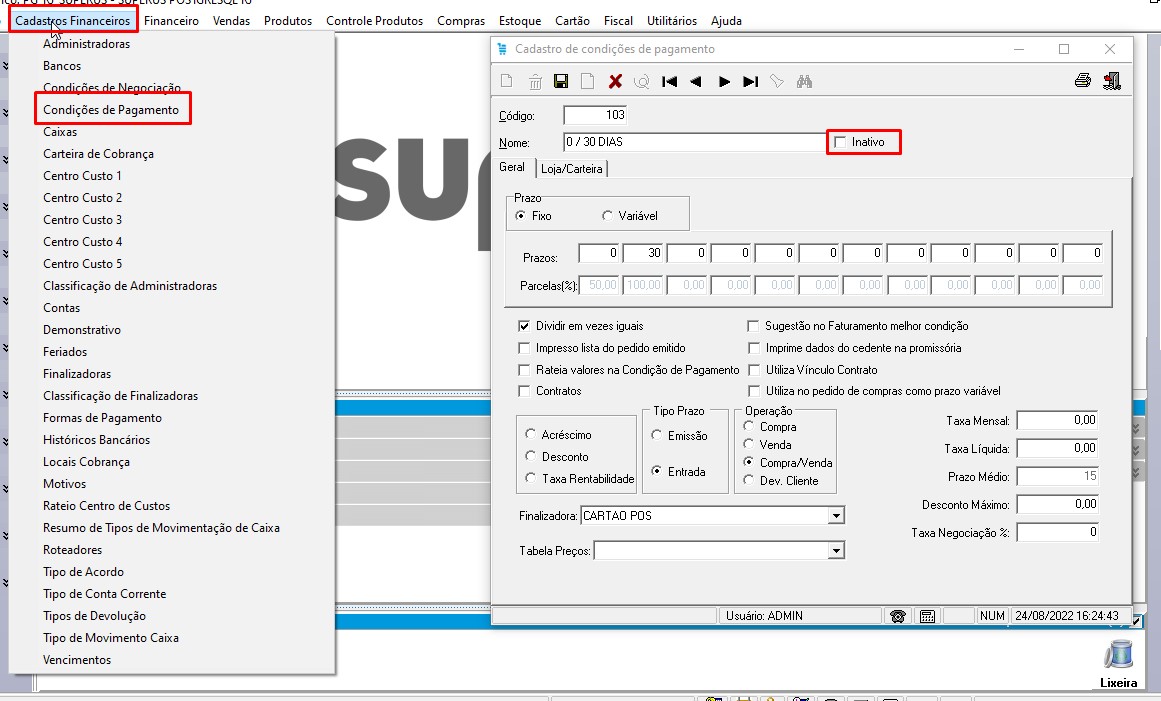 Cadastros Financeiros Financeiro Vendas Produtos Controle Produtos Compras Estoque Cartão Fiscal Utilitários Ajuda
Administradoras
Bancos
Condições de Negociação
Condições de Pagamento
Caixas
Carteira de Cobrança
Centro Custo 1
Centro Custo 2
Centro Custo 3
Centro Custo 4
Centro Custo 5
Classificação de Administradoras
Contas
Demonstrativo
Feriados
Finalizadoras
Classificação de Finalizadoras
Formas de Pagamento
Históricos Bancários
Locais Cobrança
Motivos
Rateio Centro de Custos
Resumo de Tipos de Movimentação de Caixa
Roteadores
Tipo de Acordo
Tipo de Conta Corrente
Tipos de Devolução
Tipo de Movimento Caixa
Vencimentos
Cadastro de condições de pagamento
Código: 103
Nome: 0 / 30 DIAS Inativo
Geral Loja/Carteira
Prazo
Fixo Variável
Prazos: 0 30 0 0 0 0 0 0 0 0 0 0
Parcelas(%): 50,00 100,00 0,00 0,00 0,00 0,00 0,00 0,00 0,00 0,00 0,00 0,00
Dividir em vezes iguais Sugestão no Faturamento melhor condição
Impresso lista do pedido emitido Imprime dados do cedente na promissória
Rateia valores na Condição de Pagamento Utiliza Vínculo Contrato
Contratos Utiliza no pedido de compras como prazo variável
Acréscimo
Desconto
Taxa Rentabilidade
Tipo Prazo
Emissão
Entrada
Operação
Compra
Venda
Compra/Venda
Dev. Cliente
Taxa Mensal: 0,00
Taxa Líquida: 0,00
Prazo Médio: 15
Desconto Máximo: 0,00
Taxa Negociação %: 0
Finalizadora: CARTAO POS
Tabela Preços:
Usuário: ADMIN NUM 24/08/2022 16:24:43
Lixeira